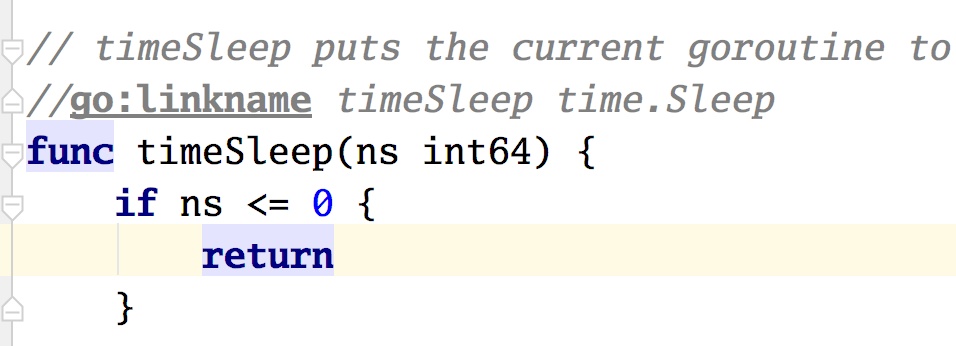 // timeSleep puts the current goroutine to
//go:linkname timeSleep time.Sleep
func timeSleep(ns int64) {
    if ns <= 0 {
        return
    }